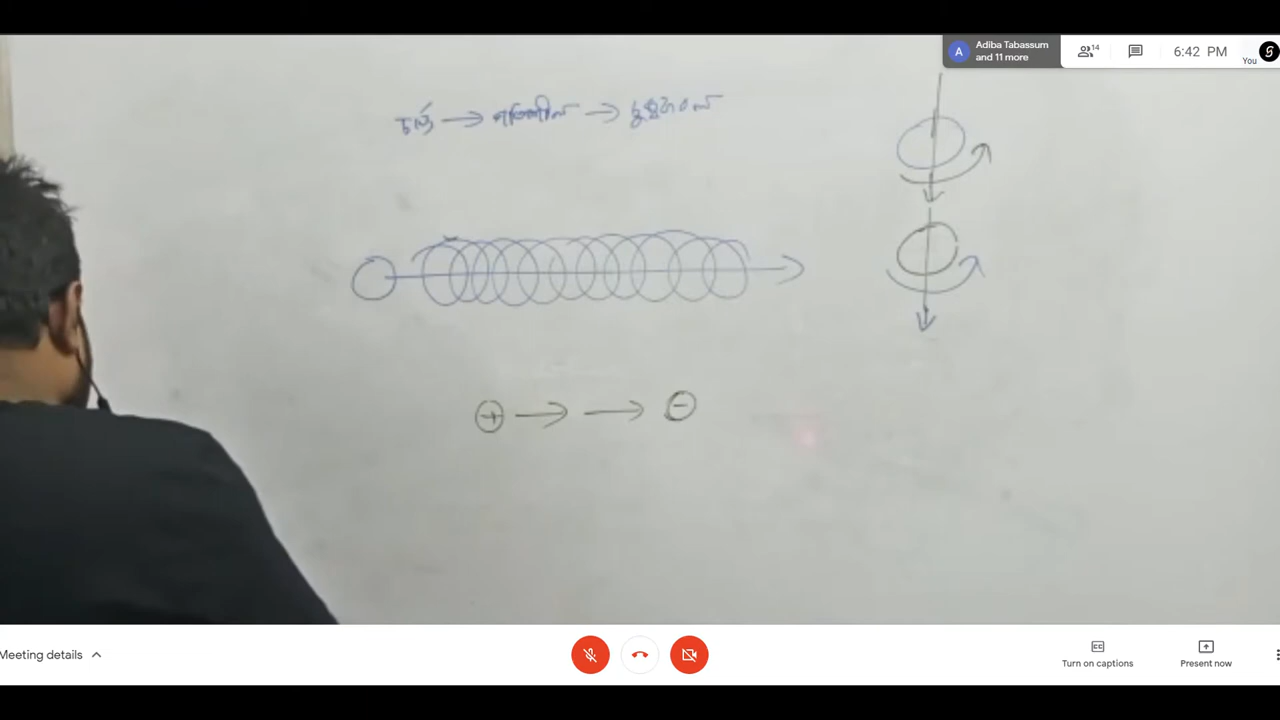 Adiba Tabassum
and 11 more
14
6:42 PM
You
চার্জ → গতিশীল → চুম্বকত্ব
+ → → −
Meeting details
Turn on captions
Present now